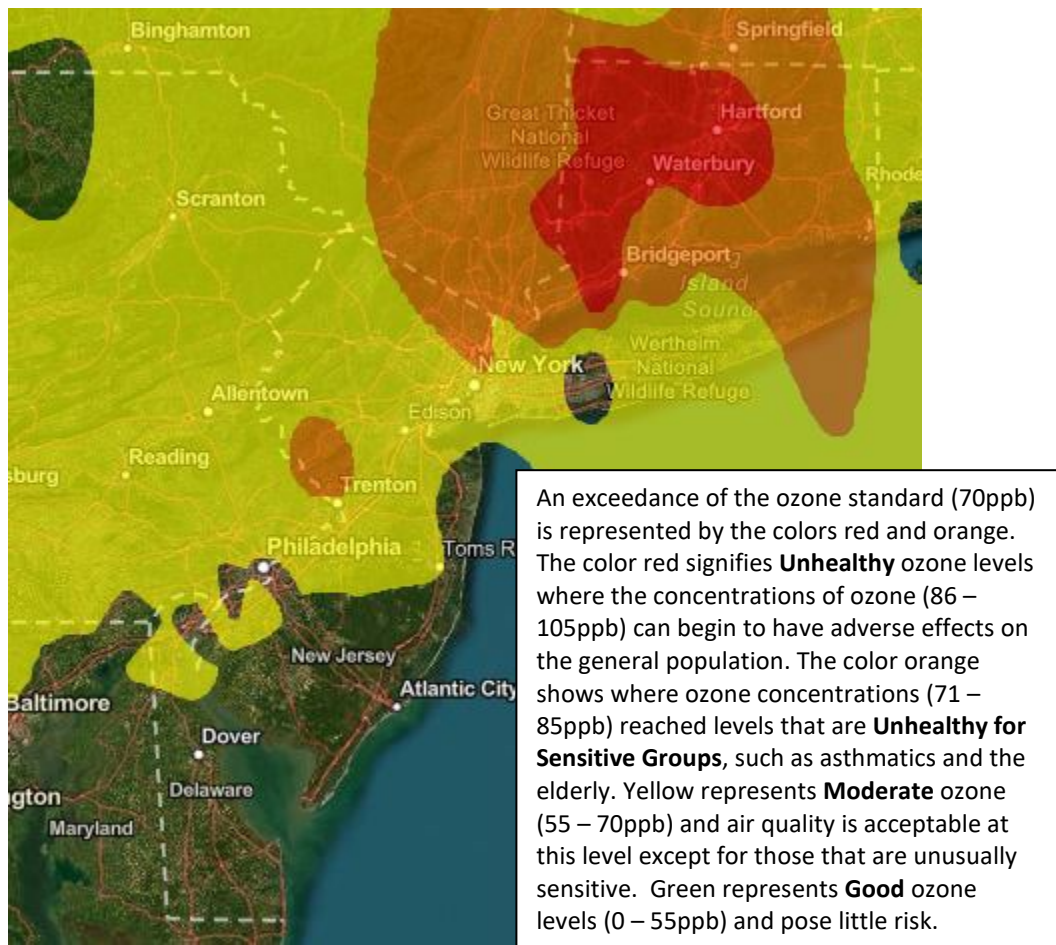 Binghamton
Springfield
Great Thicket
National
Wildlife Refuge
Hartford
Waterbury
Rhode
Scranton
Bridgeport
Island
Sound
Wertheim
National
Wildlife Refuge
New York
Allentown
Edison
Reading
sburg
Trenton
Philadelphia
Toms R
New Jersey
Atlantic City
Baltimore
Dover
Delaware
gton
Maryland
An exceedance of the ozone standard (70ppb)
is represented by the colors red and orange.
The color red signifies Unhealthy ozone levels
where the concentrations of ozone (86 –
105ppb) can begin to have adverse effects on
the general population. The color orange
shows where ozone concentrations (71 –
85ppb) reached levels that are Unhealthy for
Sensitive Groups, such as asthmatics and the
elderly. Yellow represents Moderate ozone
(55 – 70ppb) and air quality is acceptable at
this level except for those that are unusually
sensitive.  Green represents Good ozone
levels (0 – 55ppb) and pose little risk.